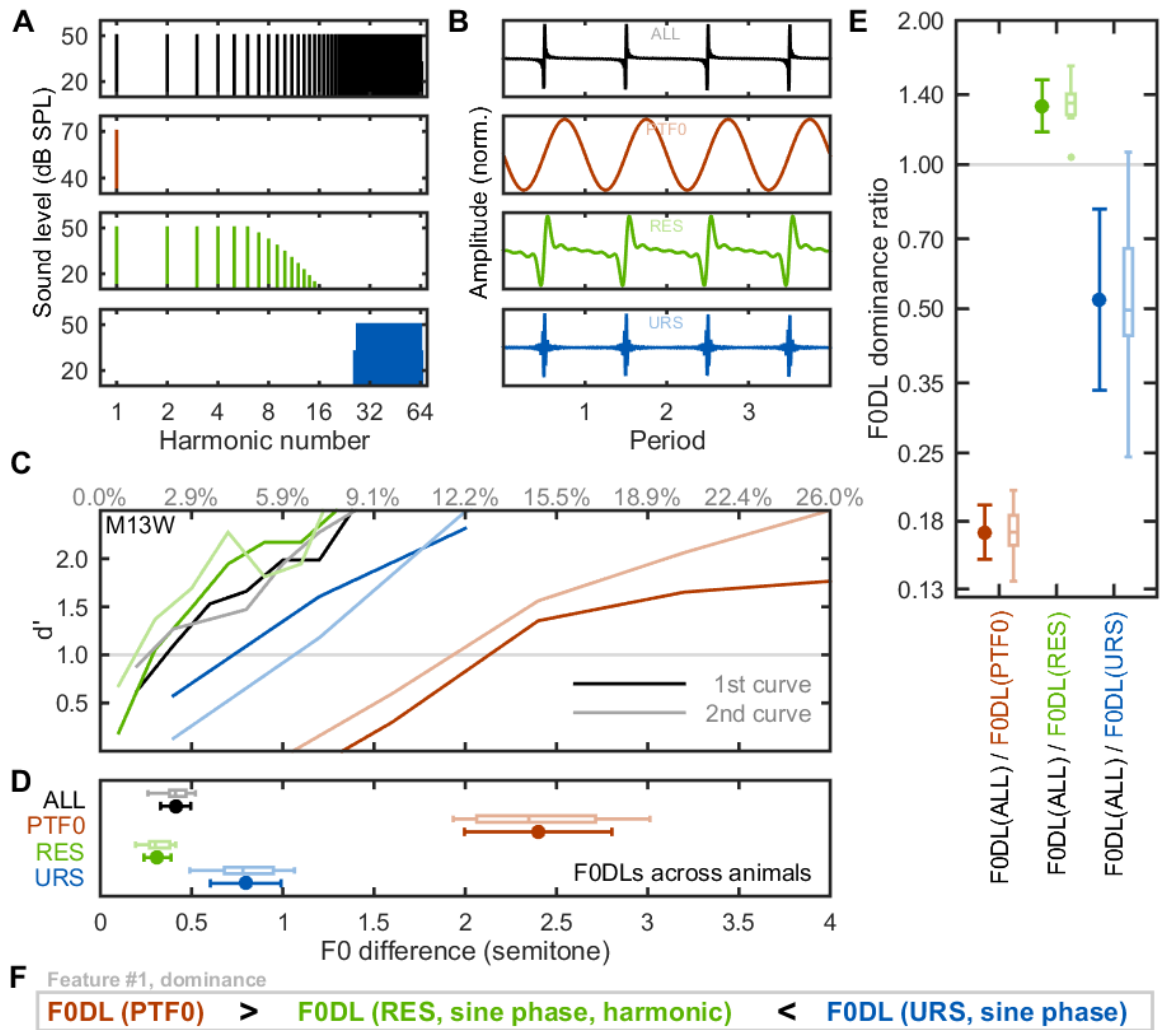 A
Sound level (dB SPL)
50
20
70
40
50
20
50
20
1 2 4 8 16 32 64
Harmonic number
B
Amplitude (norm.)
ALL
PTF0
RES
URS
1 2 3
Period
C
0.0% 2.9% 5.9% 9.1% 12.2% 15.5% 18.9% 22.4% 26.0%
M13W
d'
2.0
1.5
1.0
0.5
1st curve
2nd curve
D
ALL
PTF0
RES
URS
F0DLs across animals
0 0.5 1 1.5 2 2.5 3 3.5 4
F0 difference (semitone)
E
F0DL dominance ratio
2.00
1.40
1.00
0.70
0.50
0.35
0.25
0.18
0.13
F0DL(ALL) / F0DL(PTF0)
F0DL(ALL) / F0DL(RES)
F0DL(ALL) / F0DL(URS)
F
Feature #1, dominance
F0DL (PTF0) > F0DL (RES, sine phase, harmonic) < F0DL (URS, sine phase)